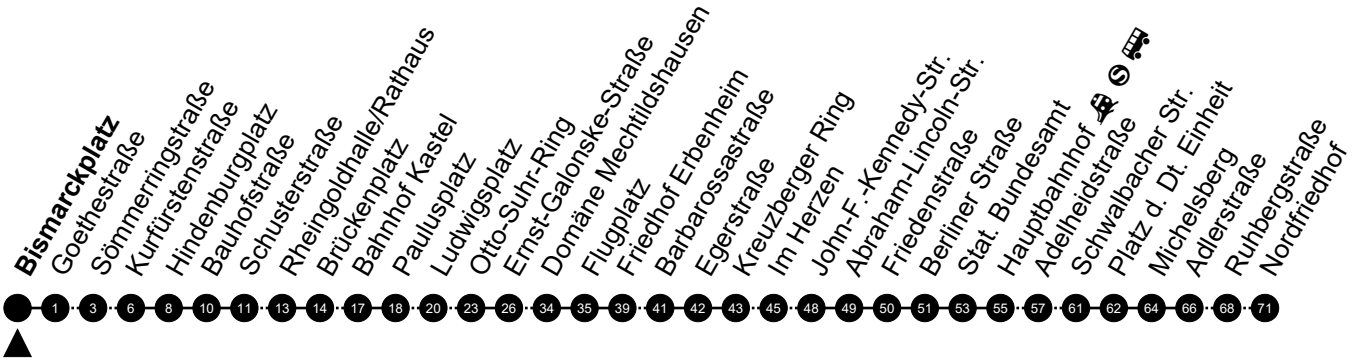 Bismarckplatz
Goethestraße
Sömmerringstraße
Kurfürstenstraße
Hindenburgplatz
Bauhofstraße
Schusterstraße
Rheingoldhalle/Rathaus
Brückenplatz
Bahnhof Kastel
Paulusplatz
Ludwigsplatz
Otto-Suhr-Ring
Ernst-Galonske-Straße
Domäne Mechtildshausen
Flugplatz
Friedhof Erbenheim
Barbarossastraße
Egerstraße
Kreuzberger Ring
Im Herzen
John-F.-Kennedy-Str.
Abraham-Lincoln-Str.
Friedenstraße
Berliner Straße
Stat. Bundesamt
Hauptbahnhof S
Adelheidstraße
Schwalbacher Str.
Platz d. Dt. Einheit
Michelsberg
Adlerstraße
Ruhbergstraße
Nordfriedhof
1 3 6 8 10 11 13 14 17 18 20 23 26 34 35 39 41 42 43 45 48 49 50 51 53 55 57 61 62 64 66 68 71